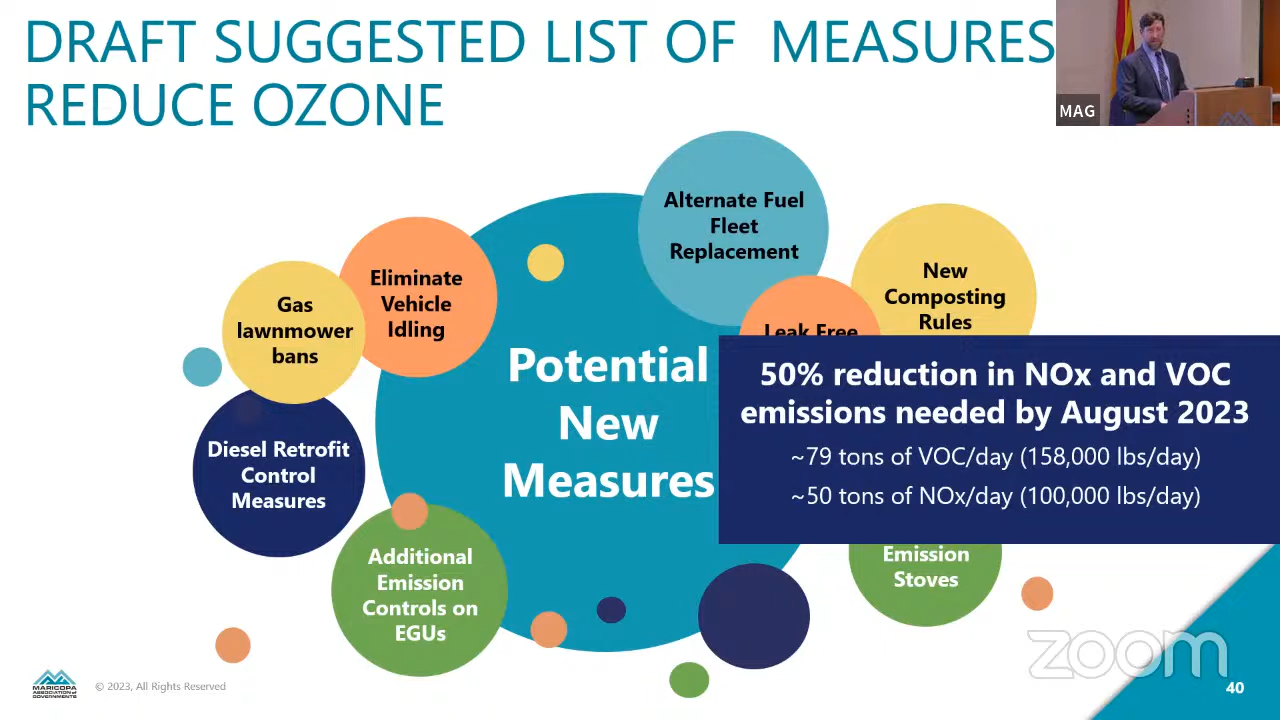 DRAFT SUGGESTED LIST OF MEASURES
REDUCE OZONE
MAG
Alternate Fuel
Fleet
Replacement
Eliminate
Vehicle
Idling
New
Composting
Rules
Gas
lawnmower
bans
Leak Free
Potential
New
Measures
50% reduction in NOx and VOC
emissions needed by August 2023
~79 tons of VOC/day (158,000 lbs/day)
~50 tons of NOx/day (100,000 lbs/day)
Diesel Retrofit
Control
Measures
Additional
Emission
Controls on
EGUs
Emission
Stoves
zoom
MARICOPA
ASSOCIATION of
GOVERNMENTS
© 2023, All Rights Reserved
40